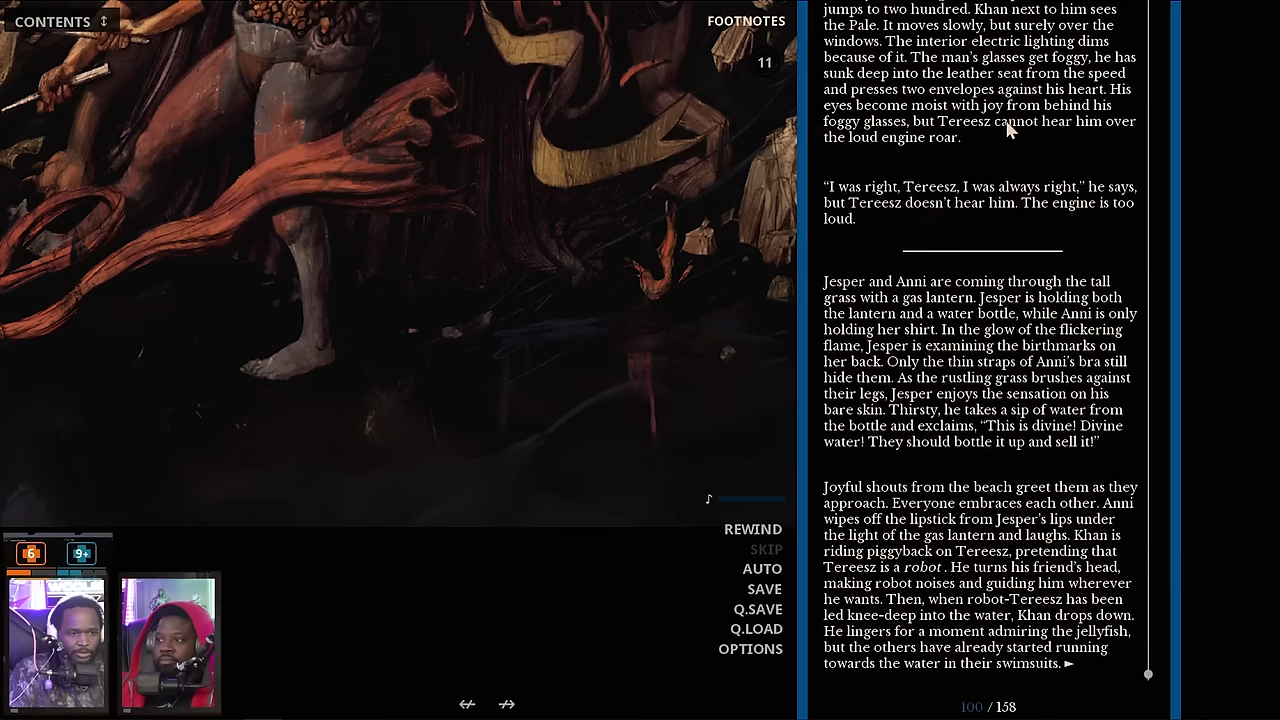 CONTENTS
FOOTNOTES
11
jumps to two hundred. Khan next to him sees
the Pale. It moves slowly, but surely over the
windows. The interior electric lighting dims
because of it. The man’s glasses get foggy, he has
sunk deep into the leather seat from the speed
and presses two envelopes against his heart. His
eyes become moist with joy from behind his
foggy glasses, but Tereesz cannot hear him over
the loud engine roar.
“I was right, Tereesz, I was always right,” he says,
but Tereesz doesn’t hear him. The engine is too
loud.
Jesper and Anni are coming through the tall
grass with a gas lantern. Jesper is holding both
the lantern and a water bottle, while Anni is only
holding her shirt. In the glow of the flickering
flame, Jesper is examining the birthmarks on
her back. Only the thin straps of Anni’s bra still
hide them. As the rustling grass brushes against
their legs, Jesper enjoys the sensation on his
bare skin. Thirsty, he takes a sip of water from
the bottle and exclaims, “This is divine! Divine
water! They should bottle it up and sell it!”
Joyful shouts from the beach greet them as they
approach. Everyone embraces each other. Anni
wipes off the lipstick from Jesper’s lips under
the light of the gas lantern and laughs. Khan is
riding piggyback on Tereesz, pretending that
Tereesz is a robot . He turns his friend’s head,
making robot noises and guiding him wherever
he wants. Then, when robot-Tereesz has been
led knee-deep into the water, Khan drops down.
He lingers for a moment admiring the jellyfish,
but the others have already started running
towards the water in their swimsuits. ►
100 / 158
REWIND
SKIP
AUTO
SAVE
Q.SAVE
Q.LOAD
OPTIONS
6
9+